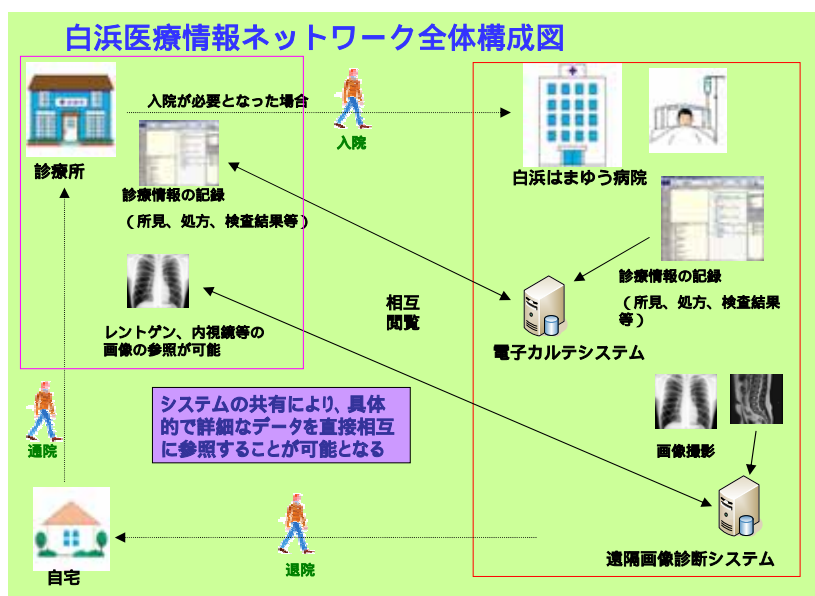 白浜医療情報ネットワーク全体構成図
入院が必要となった場合
入院
診療所
白浜はまゆう病院
診療情報の記録
（所見、処方、検査結果等）
診療情報の記録
（所見、処方、検査結果
等）
相互
閲覧
レントゲン、内視鏡等の
画像の参照が可能
電子カルテシステム
システムの共有により、具体
的で詳細なデータを直接相互
に参照することが可能となる
通院
画像撮影
遠隔画像診断システム
退院
自宅